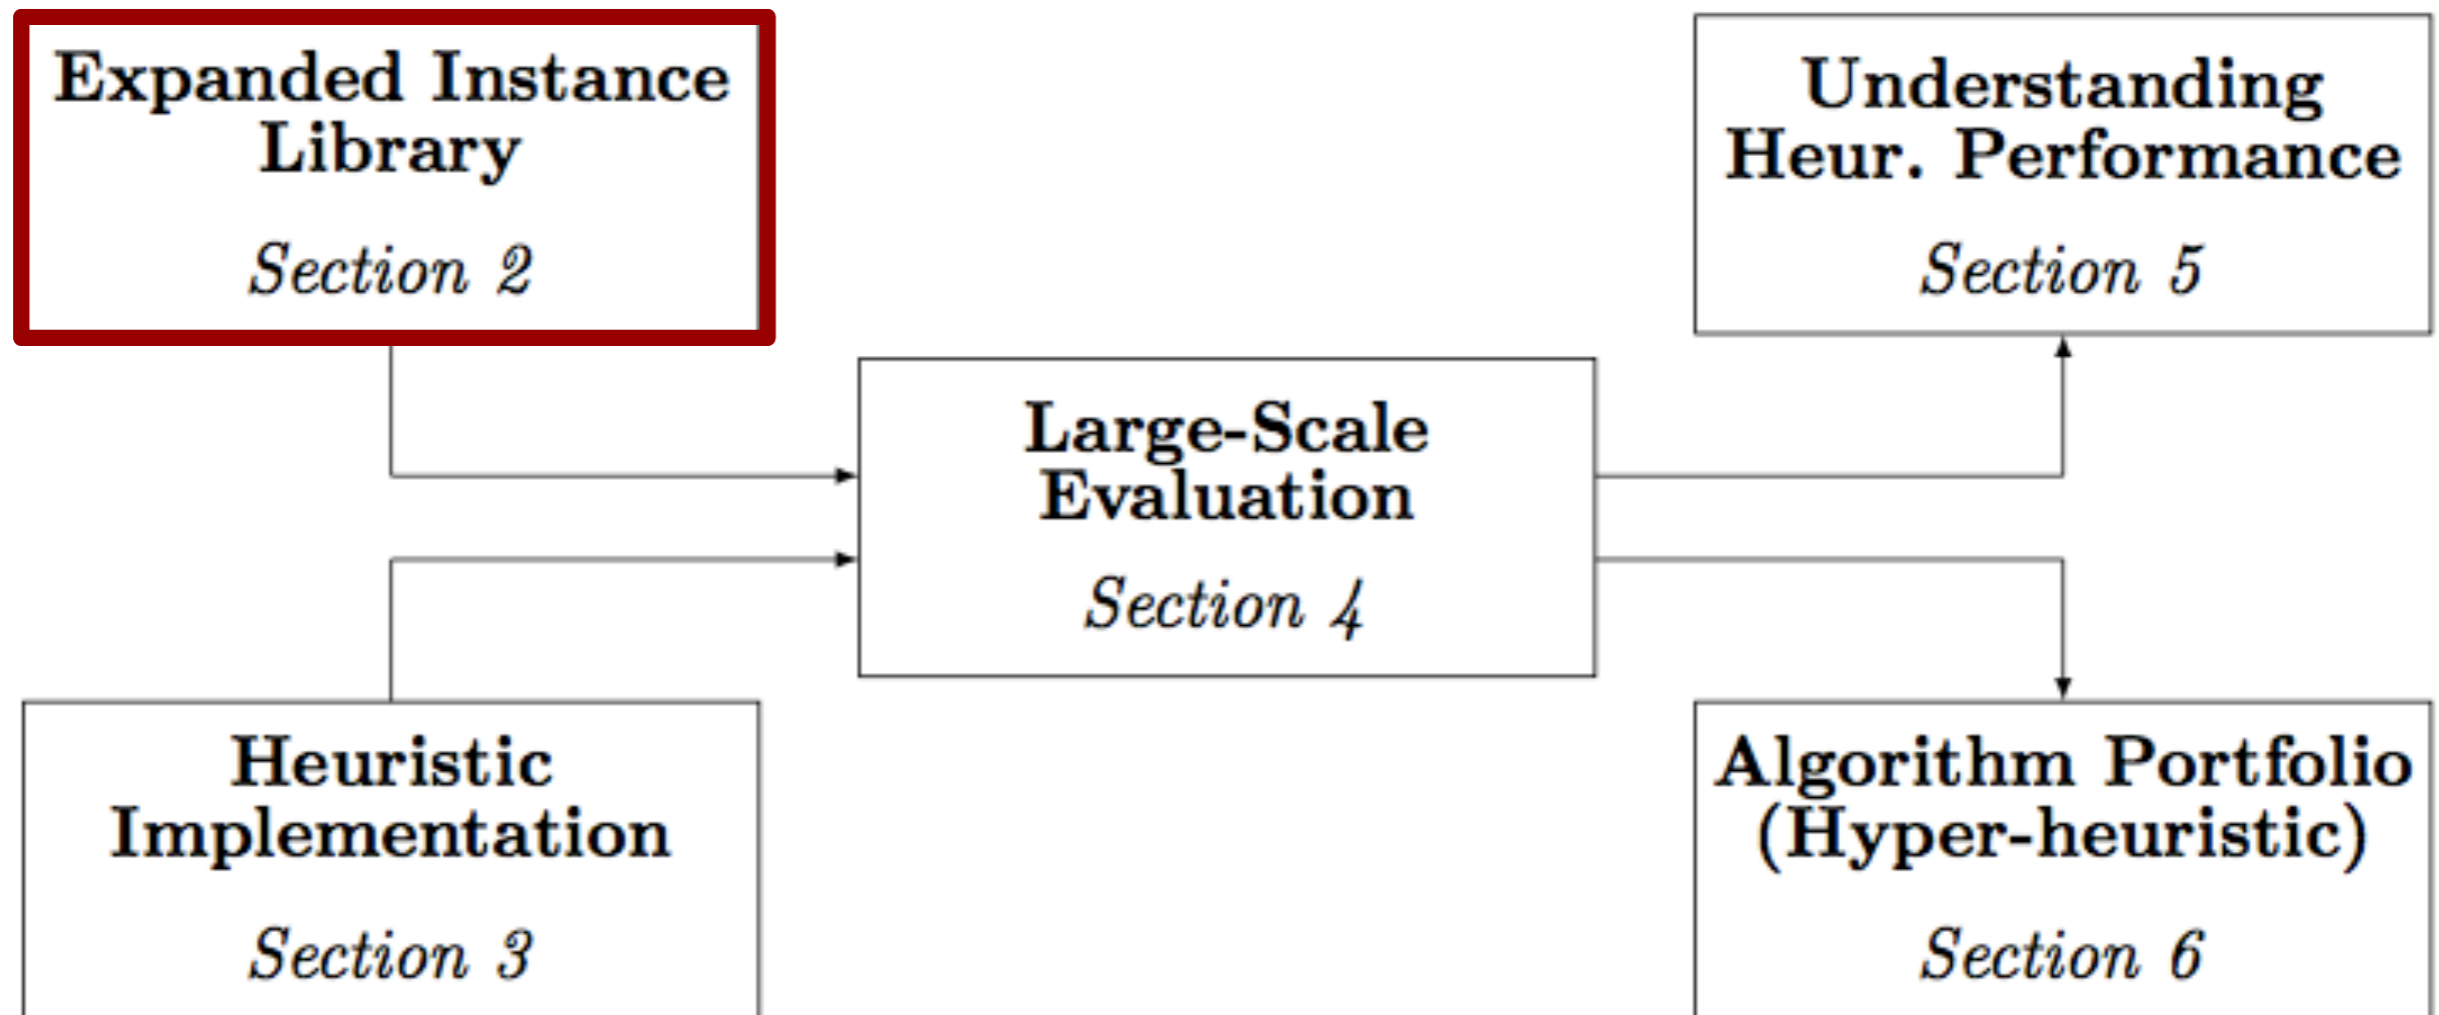 Expanded Instance
Library
Section 2
Understanding
Heur. Performance
Section 5
Large-Scale
Evaluation
Section 4
Heuristic
Implementation
Section 3
Algorithm Portfolio
(Hyper-heuristic)
Section 6